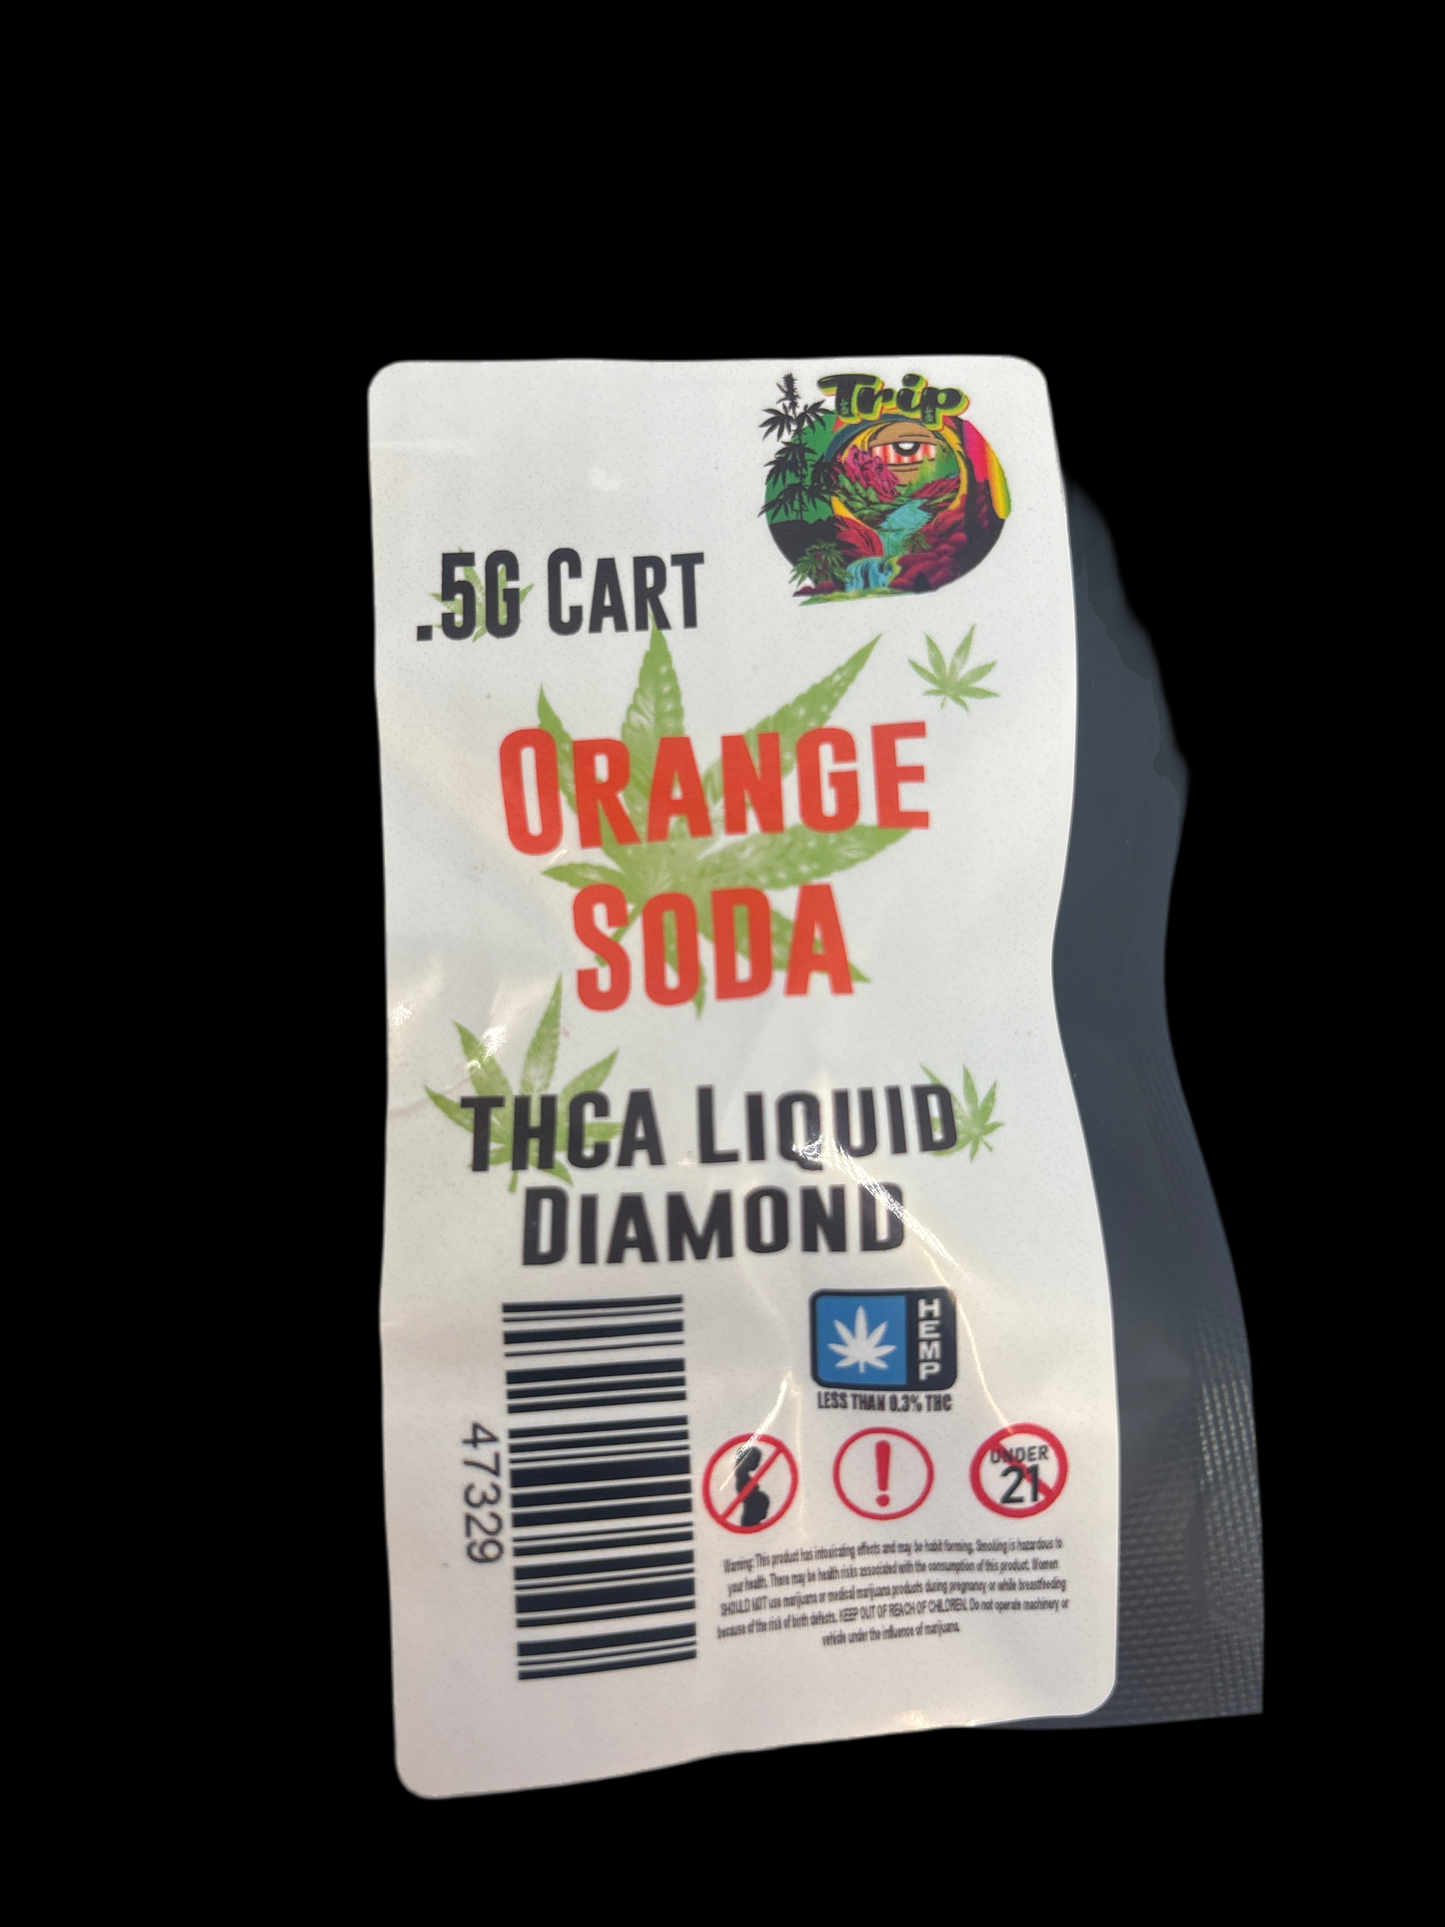 Trip
.5G CART
ORANGE
SODA
THCA LIQUID
DIAMOND
HEMP
LESS THAN 0.3% THC
UNDER
21
47329
Warning: This product has intoxicating effects and may be habit forming. Smoking is hazardous to
your health. There may be health risks associated with the consumption of this product. Women
SHOULD NOT use marijuana or medical marijuana products during pregnancy or while breastfeeding
because of the risk of birth defects. KEEP OUT OF REACH OF CHILDREN. Do not operate machinery or
vehicle under the influence of marijuana.